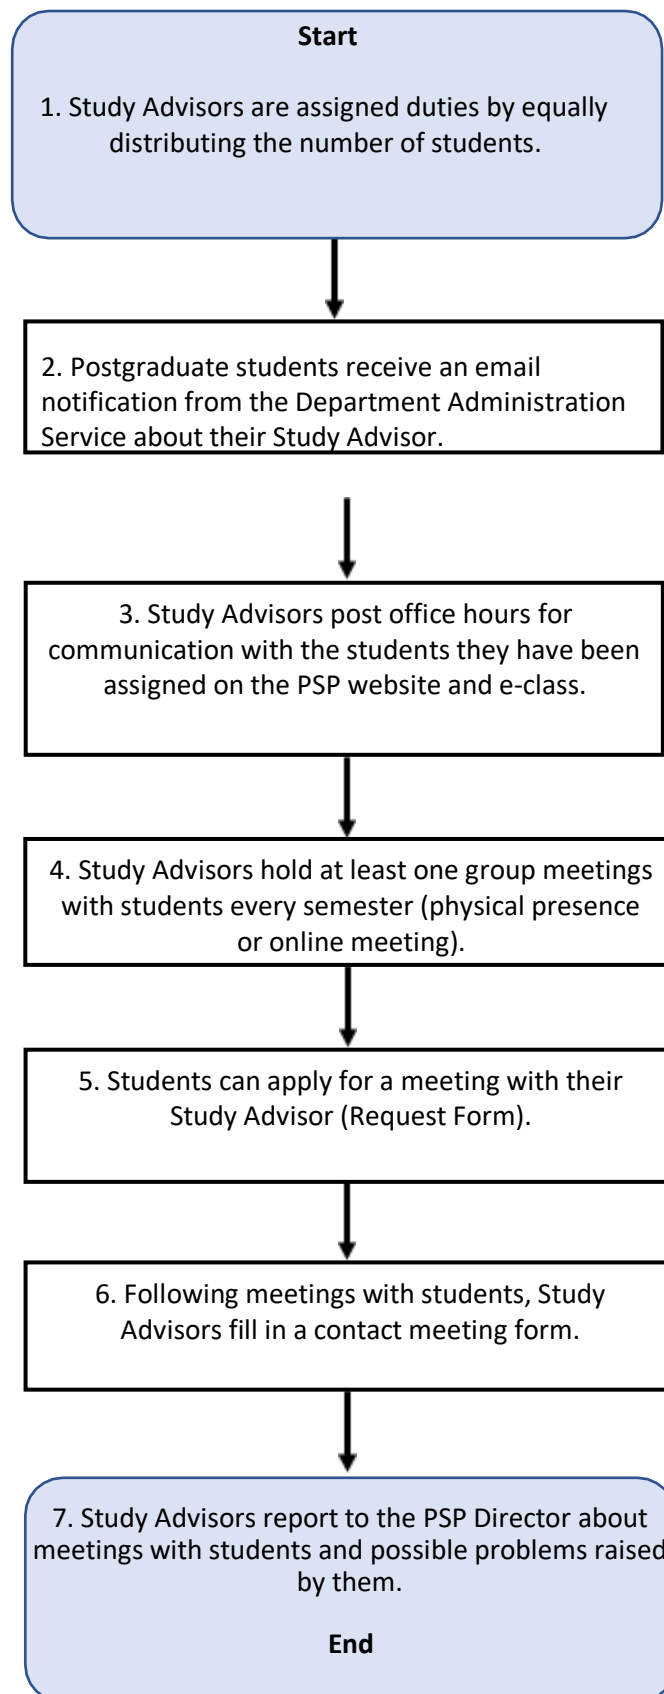 Start
1. Study Advisors are assigned duties by equally
distributing the number of students.
2. Postgraduate students receive an email
notification from the Department Administration
Service about their Study Advisor.
3. Study Advisors post office hours for
communication with the students they have been
assigned on the PSP website and e-class.
4. Study Advisors hold at least one group meetings
with students every semester (physical presence
or online meeting).
5. Students can apply for a meeting with their
Study Advisor (Request Form).
6. Following meetings with students, Study
Advisors fill in a contact meeting form.
7. Study Advisors report to the PSP Director about
meetings with students and possible problems raised
by them.
End